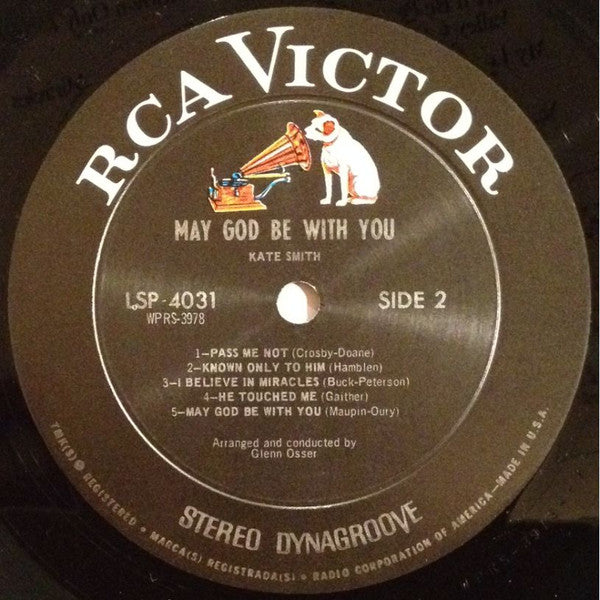 RCA VICTOR
MAY GOD BE WITH YOU
KATE SMITH
LSP-4031
WPRS-3978
SIDE 2
1—PASS ME NOT (Crosby-Doane)
2—KNOWN ONLY TO HIM (Hamblen)
3—I BELIEVE IN MIRACLES (Buck-Peterson)
4—HE TOUCHED ME (Gaither)
5—MAY GOD BE WITH YOU (Maupin-Oury)
Arranged and conducted by
Glenn Osser
STEREO DYNAGROOVE
TMK(S) ® REGISTERED • MARCA(S) REGISTRADA(S) • RADIO CORPORATION OF AMERICA—MADE IN U.S.A.